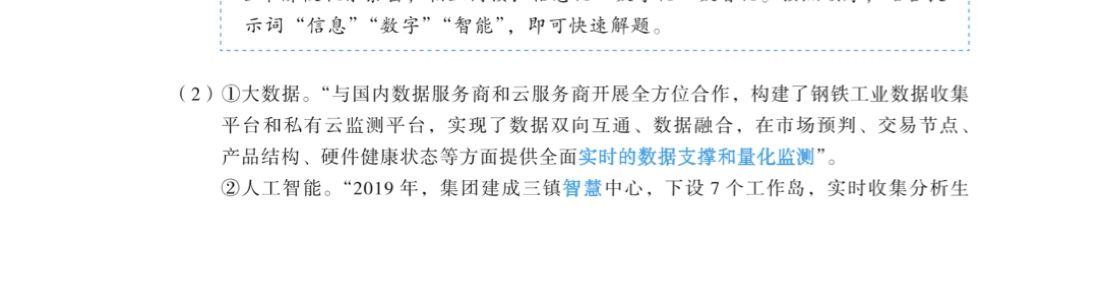 示词“信息”“数字”“智能”，即可快速解题。
（2）①大数据。“与国内数据服务商和云服务商开展全方位合作，构建了钢铁工业数据收集
平台和私有云监测平台，实现了数据双向互通、数据融合，在市场预判、交易节点、
产品结构、硬件健康状态等方面提供全面实时的数据支撑和量化监测”。
②人工智能。“2019 年，集团建成三镇智慧中心，下设 7 个工作岛，实时收集分析生